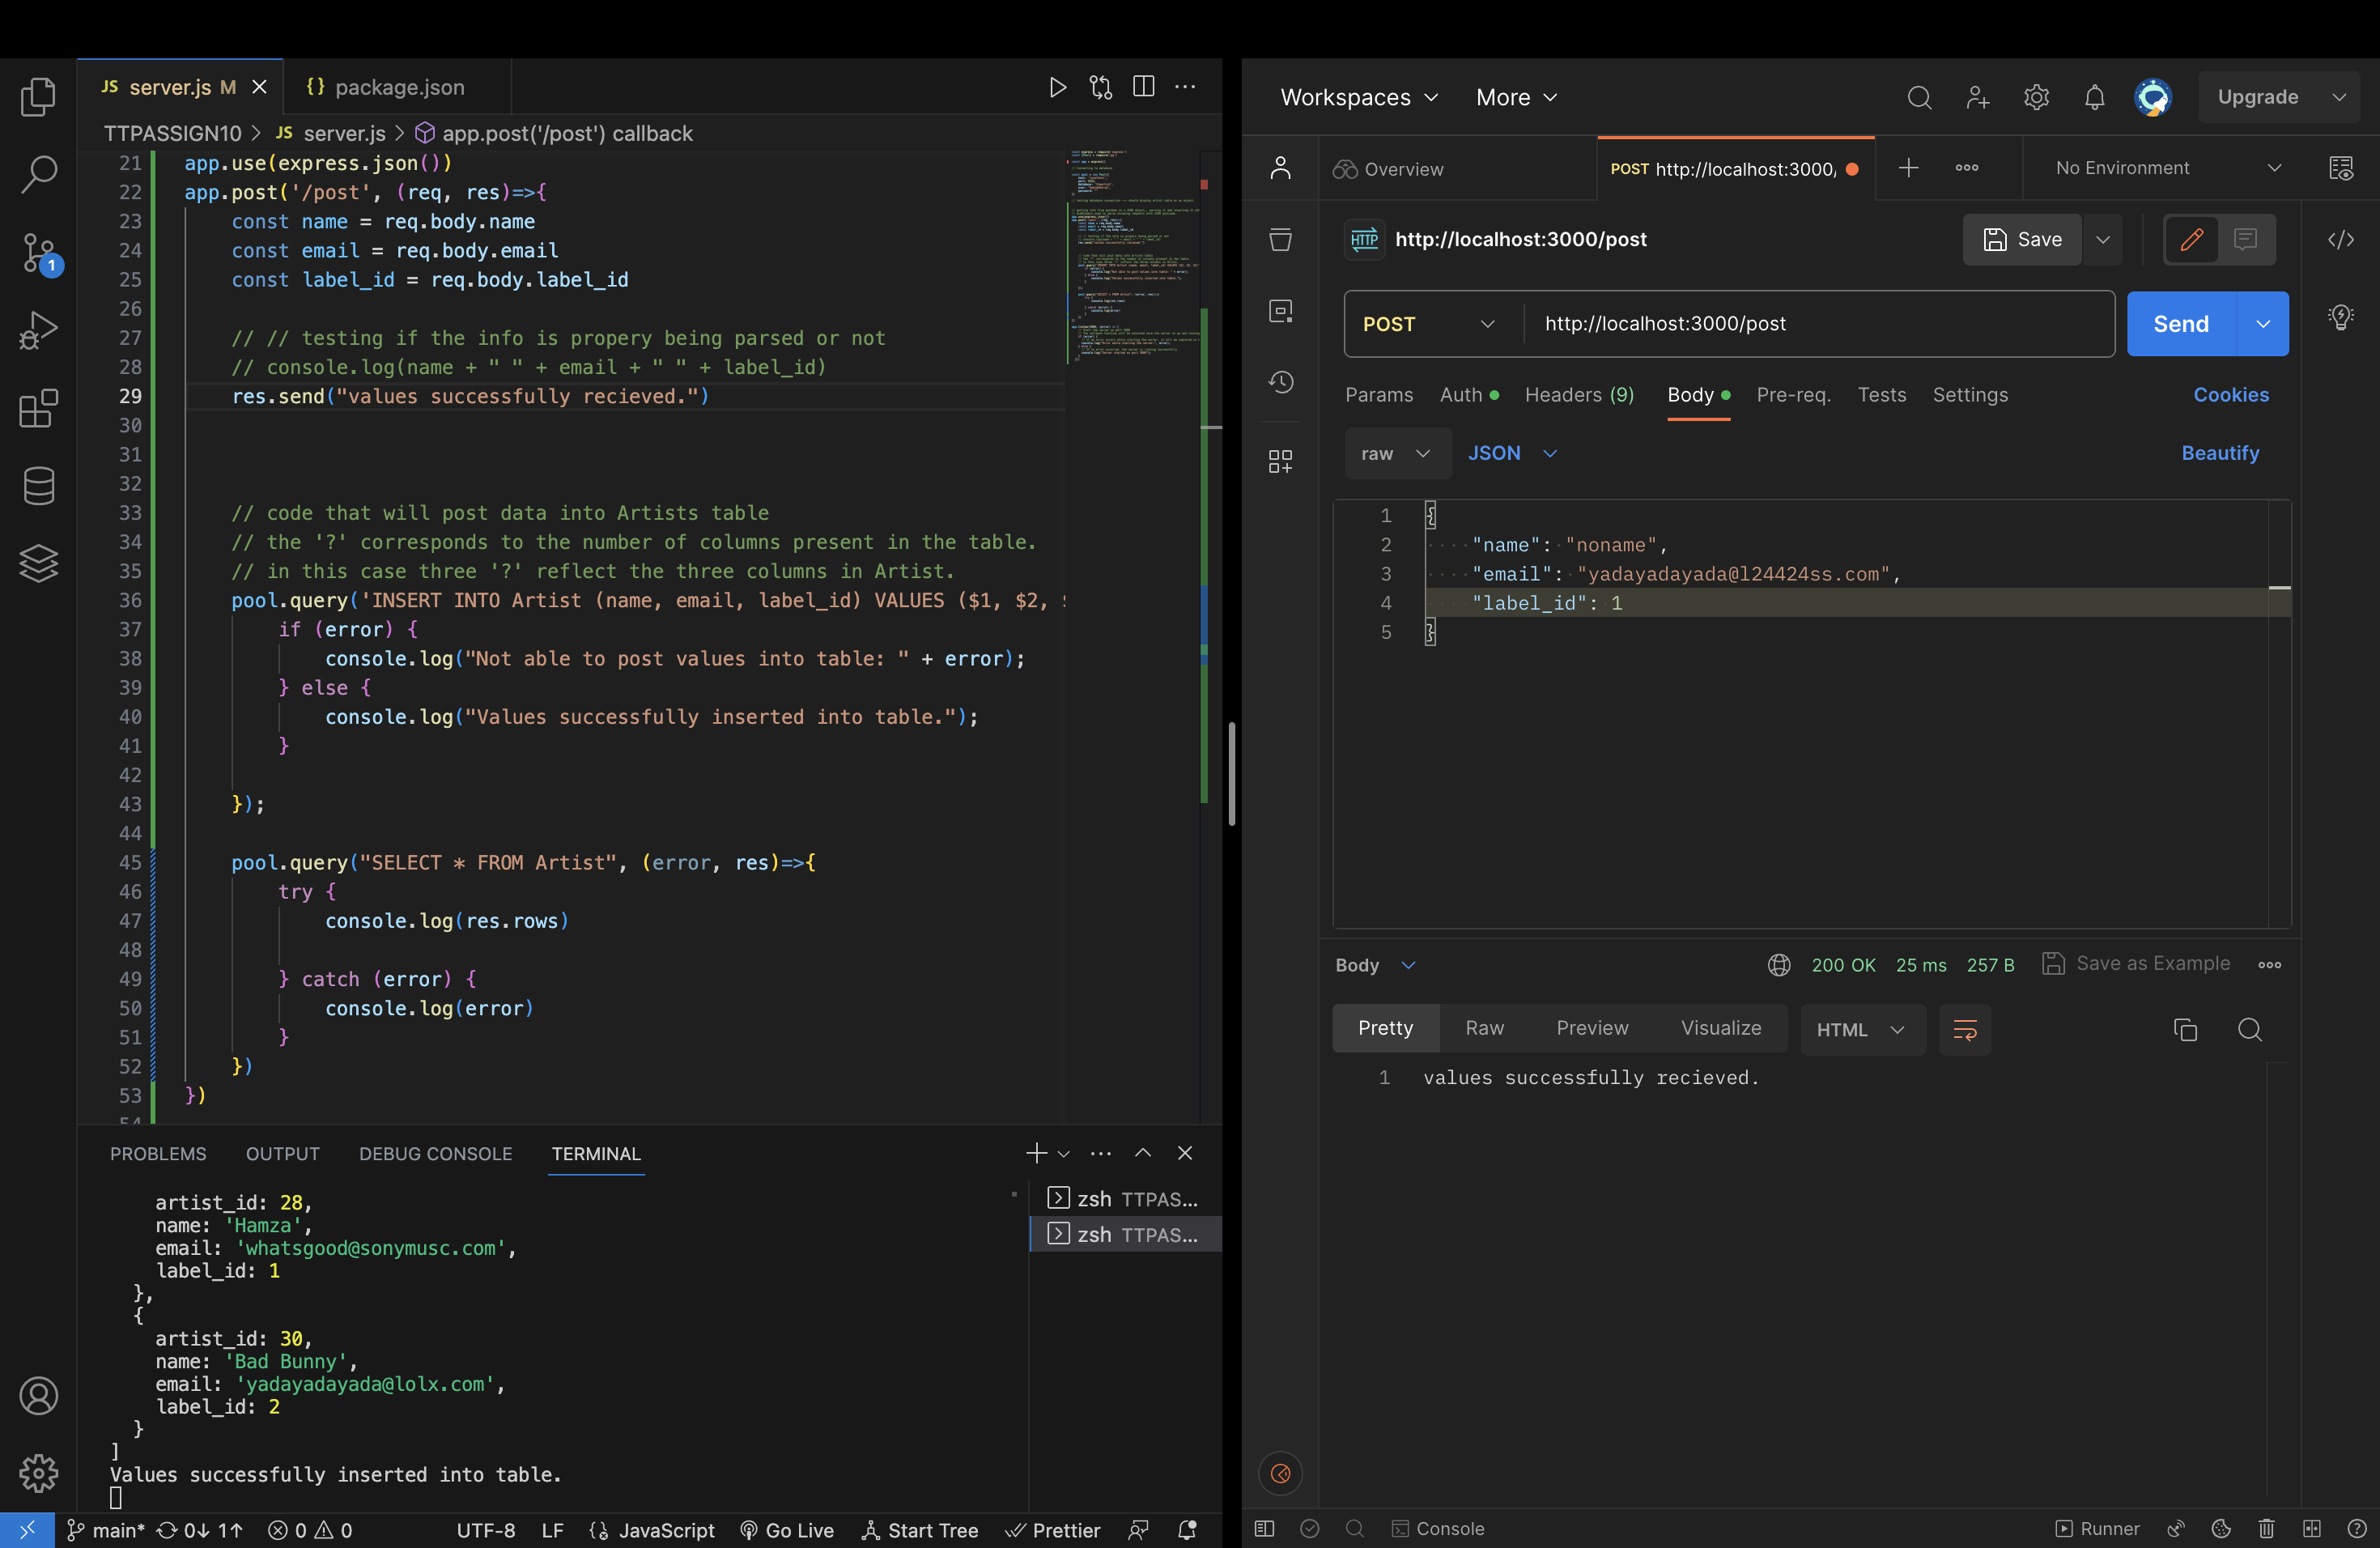 JS server.js M
{} package.json
TTPASSIGN10 > JS server.js > app.post('/post') callback
21 app.use(express.json())
22 app.post('/post', (req, res)=>{
23 const name = req.body.name
24 const email = req.body.email
25 const label_id = req.body.label_id
26
27 // // testing if the info is propery being parsed or not
28 // console.log(name + " " + email + " " + label_id)
29 res.send("values successfully recieved.")
30
31
32
33 // code that will post data into Artists table
34 // the '?' corresponds to the number of columns present in the table.
35 // in this case three '?' reflect the three columns in Artist.
36 pool.query('INSERT INTO Artist (name, email, label_id) VALUES ($1, $2,
37 if (error) {
38 console.log("Not able to post values into table: " + error);
39 } else {
40 console.log("Values successfully inserted into table.");
41 }
42
43 });
44
45 pool.query("SELECT * FROM Artist", (error, res)=>{
46 try {
47 console.log(res.rows)
48
49 } catch (error) {
50 console.log(error)
51 }
52 })
53 })
54
1
PROBLEMS OUTPUT DEBUG CONSOLE TERMINAL
artist_id: 28,
name: 'Hamza',
email: 'whatsgood@sonymusc.com',
label_id: 1
},
{
artist_id: 30,
name: 'Bad Bunny',
email: 'yadayadayada@lolx.com',
label_id: 2
}
]
Values successfully inserted into table.
zsh TTPAS...
zsh TTPAS...
main* 0↓ 1↑ 0 0 UTF-8 LF {} JavaScript Go Live Start Tree Prettier
Workspaces More Upgrade
Overview
POST http://localhost:3000/
No Environment
HTTP http://localhost:3000/post
Save
POST http://localhost:3000/post
Send
Params Auth Headers (9) Body Pre-req. Tests Settings Cookies
raw JSON Beautify
1 {
2 "name": "noname",
3 "email": "yadayadayada@l24424ss.com",
4 "label_id": 1
5 }
Body 200 OK 25 ms 257 B Save as Example
Pretty Raw Preview Visualize HTML
1 values successfully recieved.
Console Runner